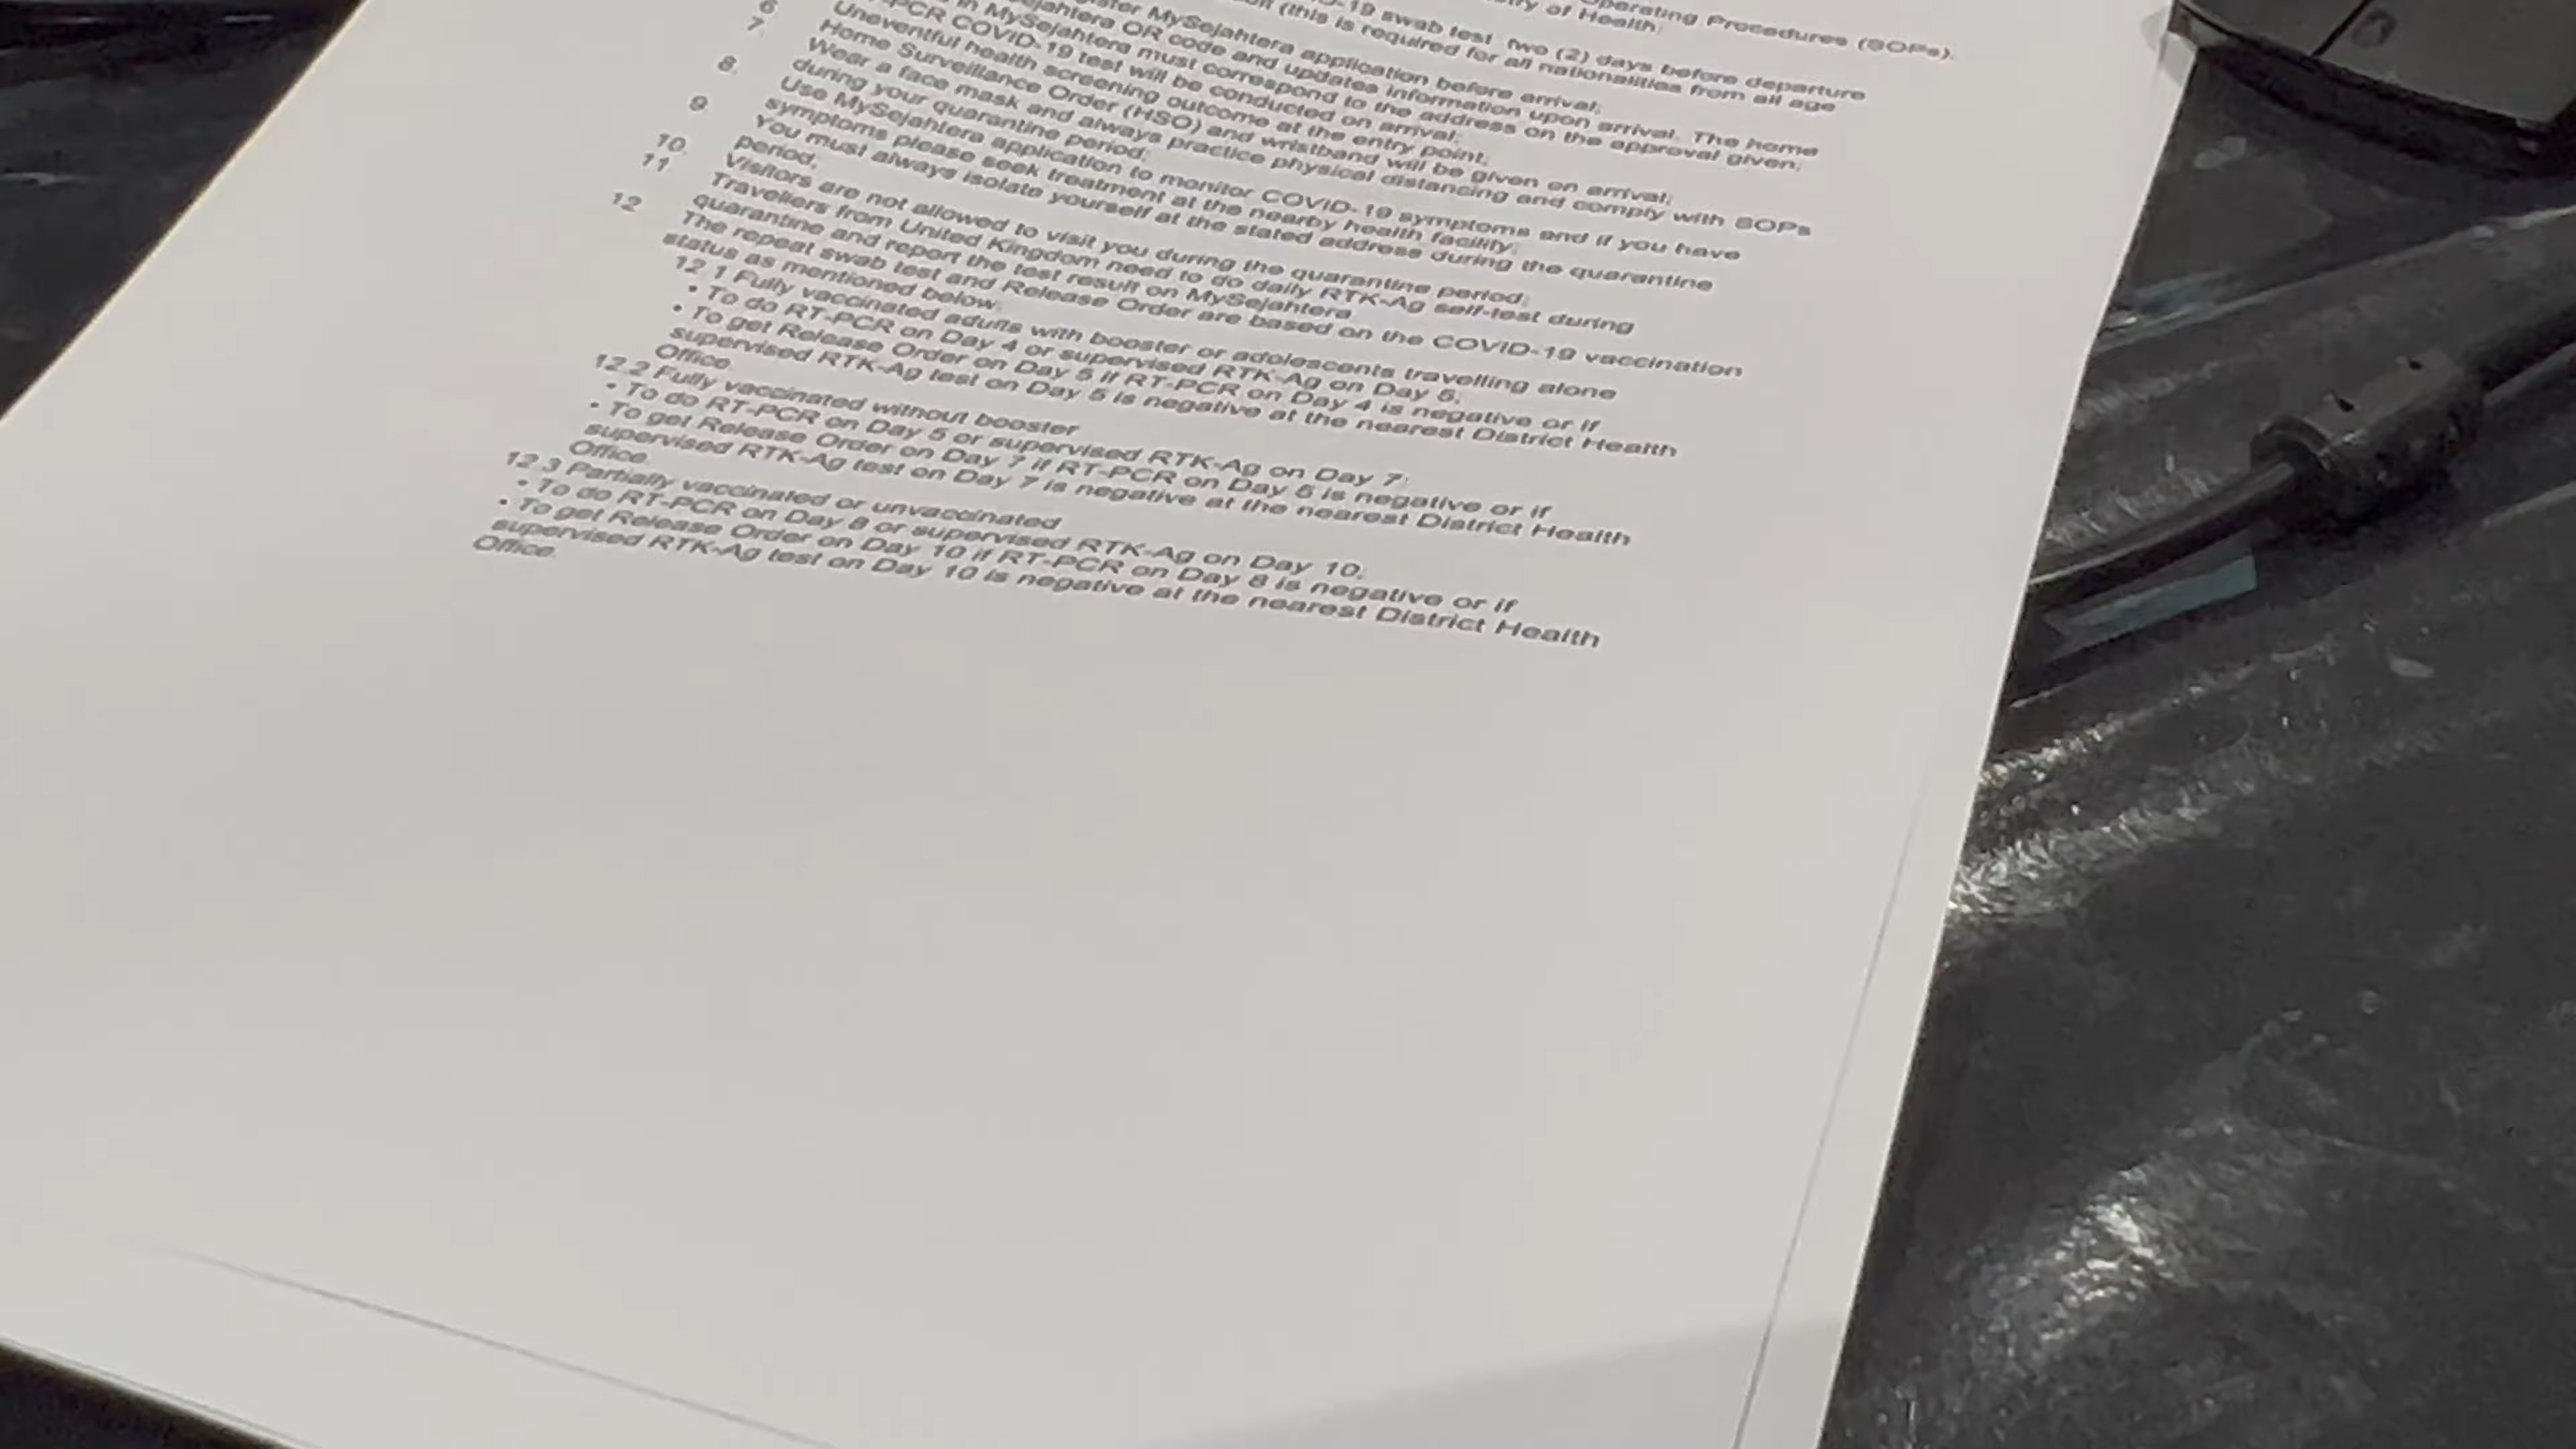 Operating Procedures (SOPs).
19 swab test two (2) days before departure
of Health;
(this is required for all nationalities from all age
MySejahtera application before arrival;
QR code and updates information upon arrival. The home
in MySejahtera must correspond to the address on the approval given;
PCR COVID-19 test will be conducted on arrival;
6 Uneventful health screening outcome at the entry point;
7. Home Surveillance Order (HSO) and wristband will be given on arrival;
Wear a face mask and always practice physical distancing and comply with SOPs
during your quarantine period;
8. Use MySejahtera application to monitor COVID-19 symptoms and if you have
symptoms please seek treatment at the nearby health facility;
9. You must always isolate yourself at the stated address during the quarantine
period;
10. Visitors are not allowed to visit you during the quarantine period;
11 Travellers from United Kingdom need to do daily RTK-Ag self-test during
quarantine and report the test result on MySejahtera
12 The repeat swab test and Release Order are based on the COVID-19 vaccination
status as mentioned below:
12.1 Fully vaccinated adults with booster or adolescents travelling alone
• To do RT-PCR on Day 4 or supervised RTK-Ag on Day 5;
• To get Release Order on Day 5 if RT-PCR on Day 4 is negative or if
supervised RTK-Ag test on Day 5 is negative at the nearest District Health
Office
12.2 Fully vaccinated without booster
• To do RT-PCR on Day 5 or supervised RTK-Ag on Day 7;
• To get Release Order on Day 7 if RT-PCR on Day 5 is negative or if
supervised RTK-Ag test on Day 7 is negative at the nearest District Health
Office.
12.3 Partially vaccinated or unvaccinated
• To do RT-PCR on Day 8 or supervised RTK-Ag on Day 10;
• To get Release Order on Day 10 if RT-PCR on Day 8 is negative or if
supervised RTK-Ag test on Day 10 is negative at the nearest District Health
Office.